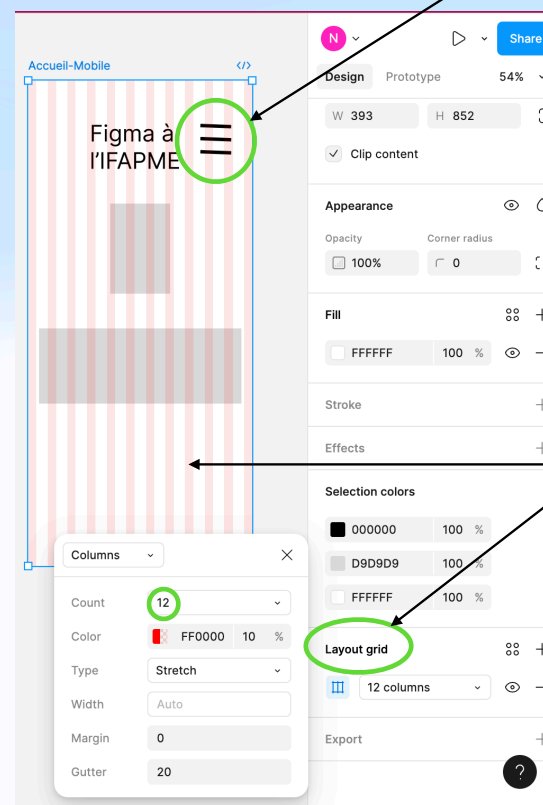 N
Share
Accueil-Mobile
</>
Design Prototype 54%
W 393 H 852
Clip content
Figma à
l’IFAPME
Appearance
Opacity Corner radius
100% 0
Fill
FFFFFF 100 %
Stroke
Effects
Selection colors
000000 100 %
D9D9D9 100 %
FFFFFF 100 %
Columns
Count 12
Color FF0000 10 %
Type Stretch
Width Auto
Margin 0
Gutter 20
Layout grid
12 columns
Export
?